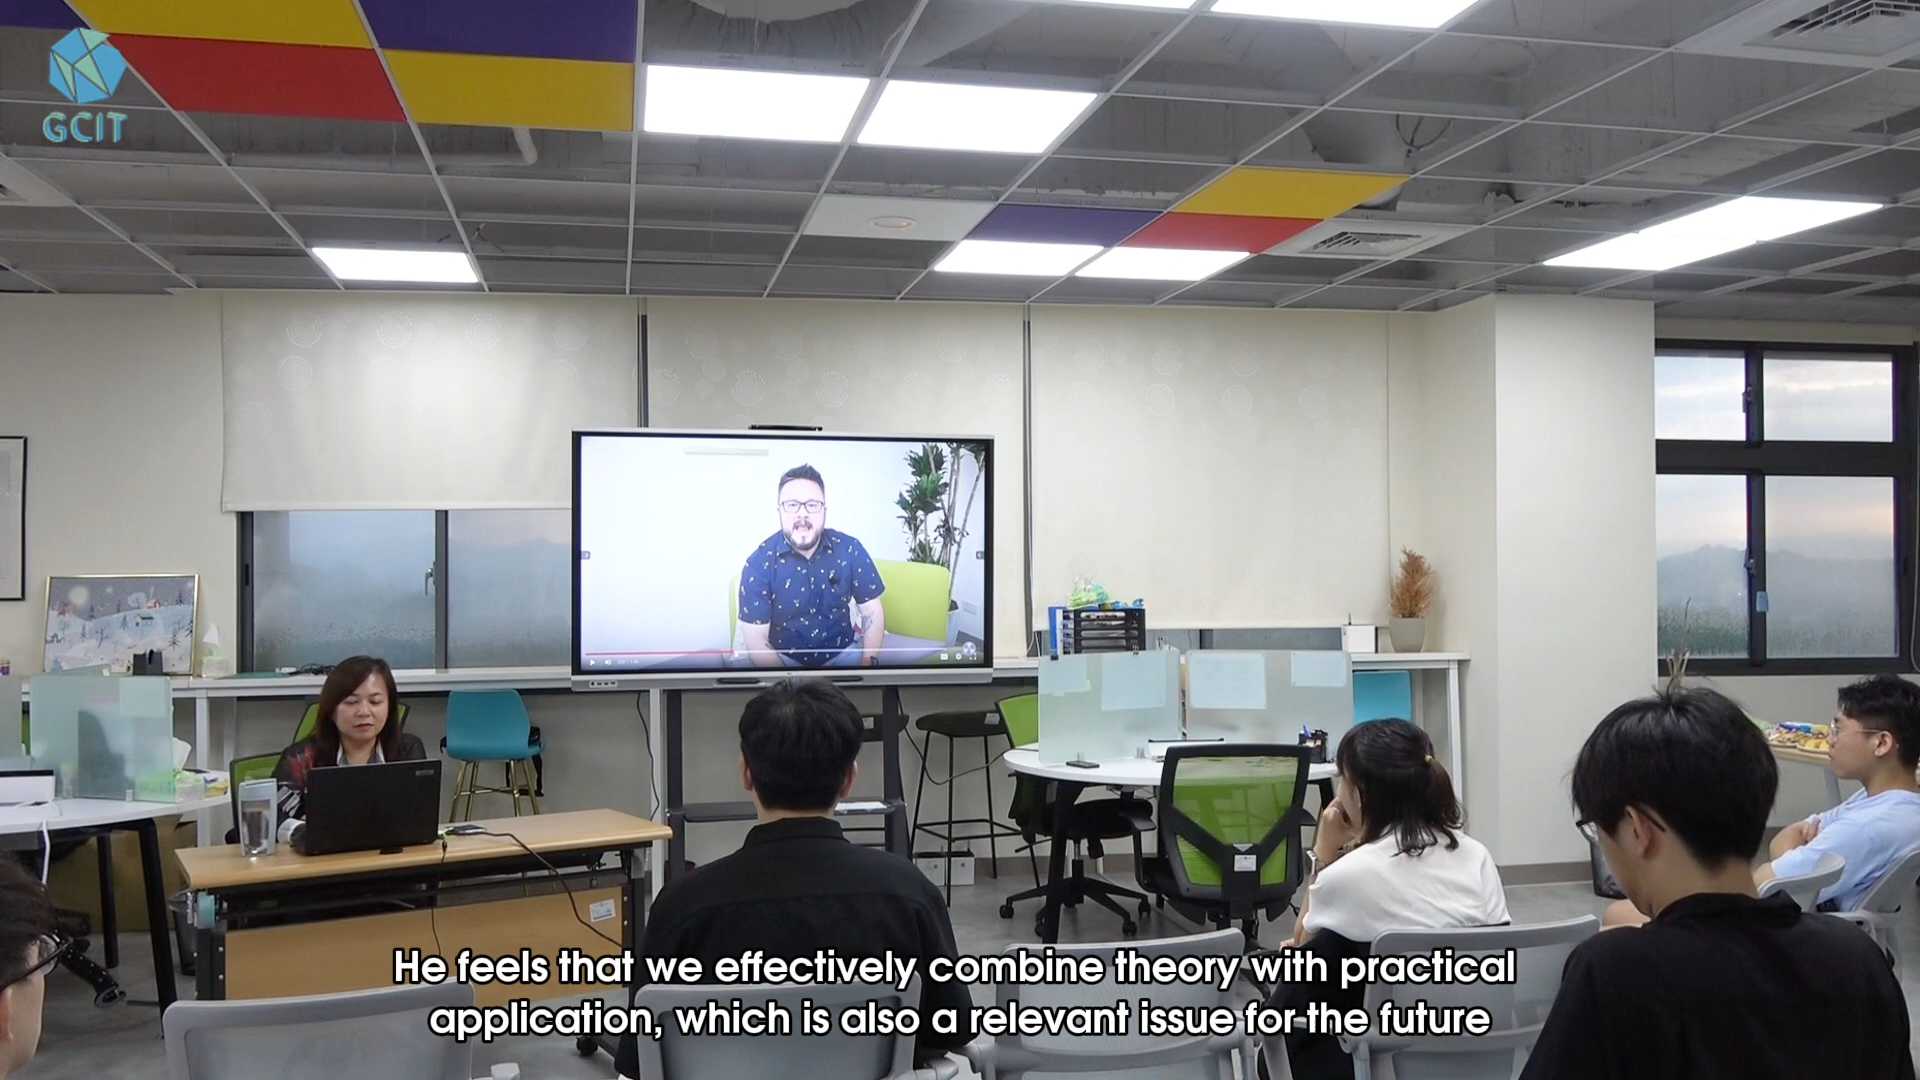 GCIT
He feels that we effectively combine theory with practical
application, which is also a relevant issue for the future